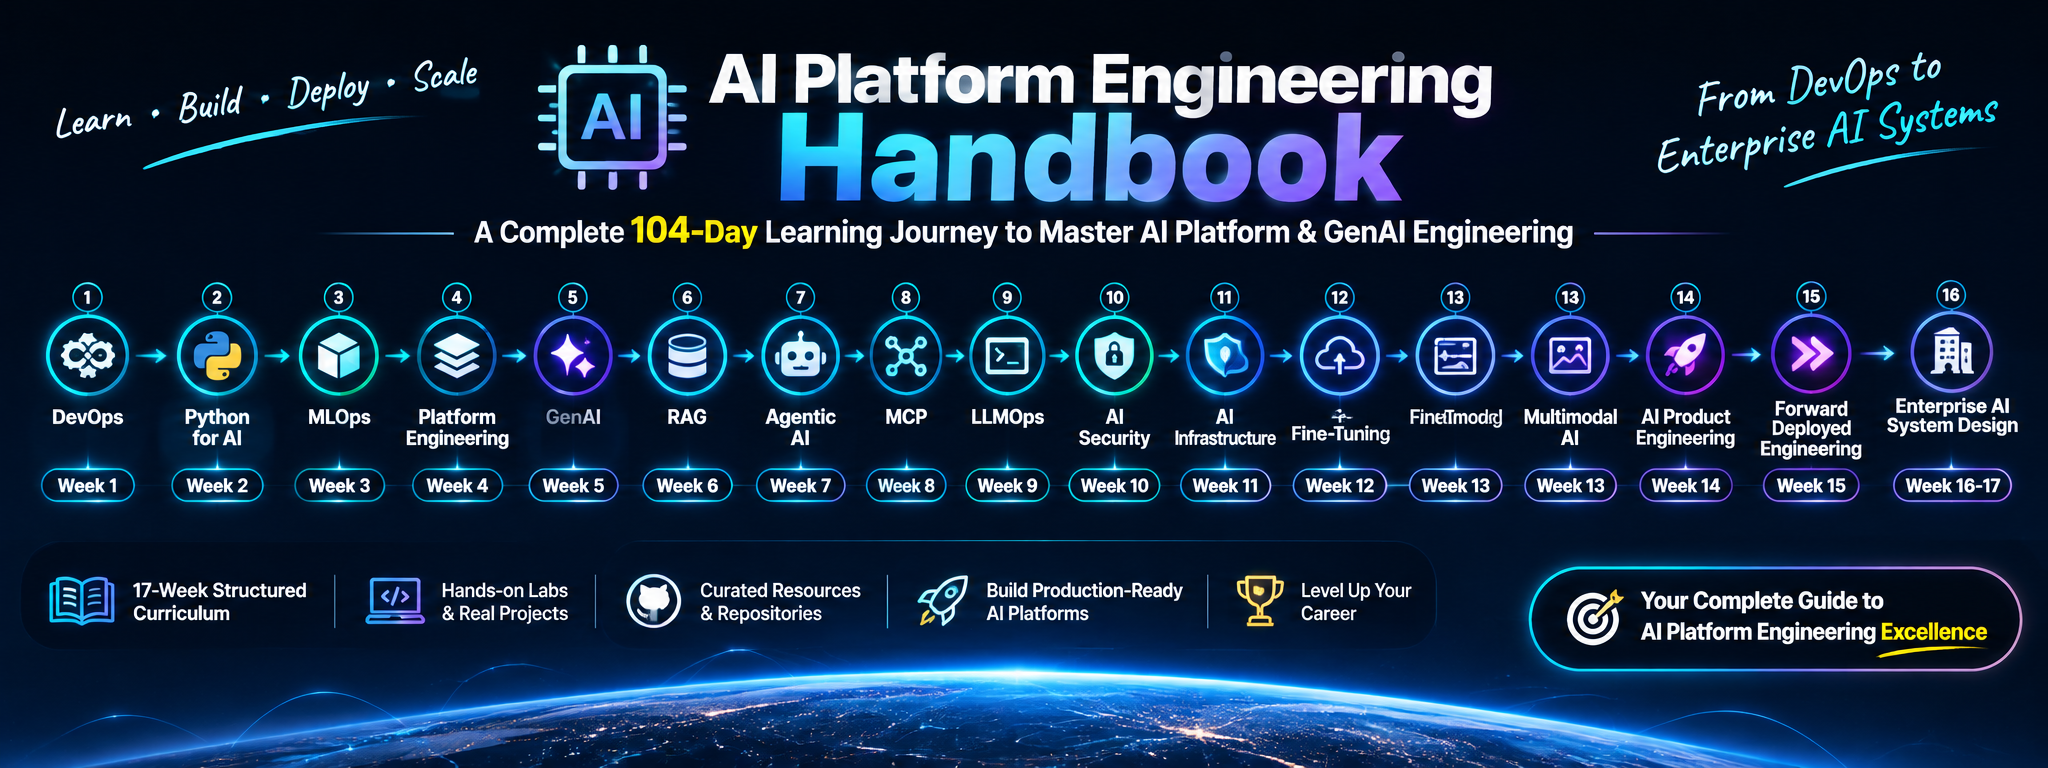 Learn • Build • Deploy • Scale
AI
AI Platform Engineering
Handbook
From DevOps to
Enterprise AI Systems
A Complete 104-Day Learning Journey to Master AI Platform & GenAI Engineering
1
DevOps
Week 1
2
Python
for AI
Week 2
3
MLOps
Week 3
4
Platform
Engineering
Week 4
5
GenAI
Week 5
6
RAG
Week 6
7
Agentic
AI
Week 7
8
MCP
Week 8
9
LLMOps
Week 9
10
AI
Security
Week 10
11
AI
Infrastructure
Week 11
12
Fine-Tuning
Week 12
13
Week 13
13
Multimodal
AI
Week 13
14
AI Product
Engineering
Week 14
15
Forward
Deployed
Engineering
Week 15
16
Enterprise AI
System Design
Week 16-17
17-Week Structured
Curriculum
</>
Hands-on Labs
& Real Projects
Curated Resources
& Repositories
Build Production-Ready
AI Platforms
Level Up Your
Career
Your Complete Guide to
AI Platform Engineering Excellence